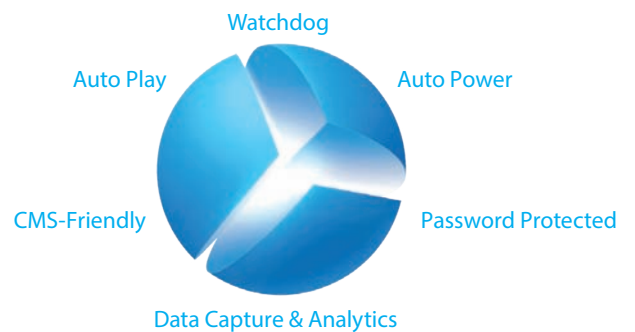 Watchdog
Auto Play
Auto Power
CMS-Friendly
Password Protected
Data Capture & Analytics